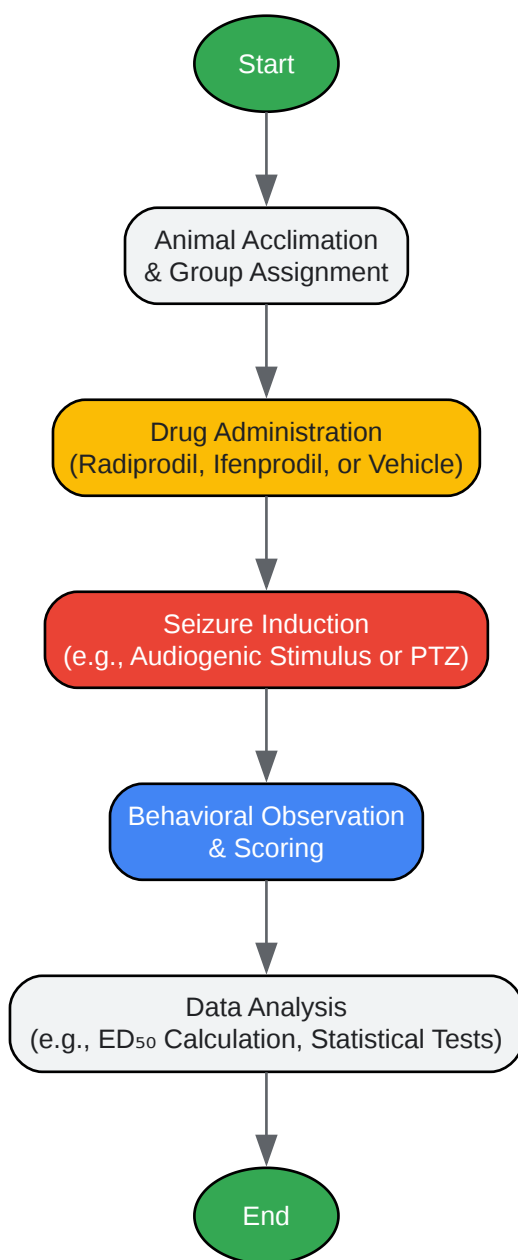 Start
Animal Acclimation
& Group Assignment
Drug Administration
(Radiprodil, Ifenprodil, or Vehicle)
Seizure Induction
(e.g., Audiogenic Stimulus or PTZ)
Behavioral Observation
& Scoring
Data Analysis
(e.g., ED₅₀ Calculation, Statistical Tests)
End